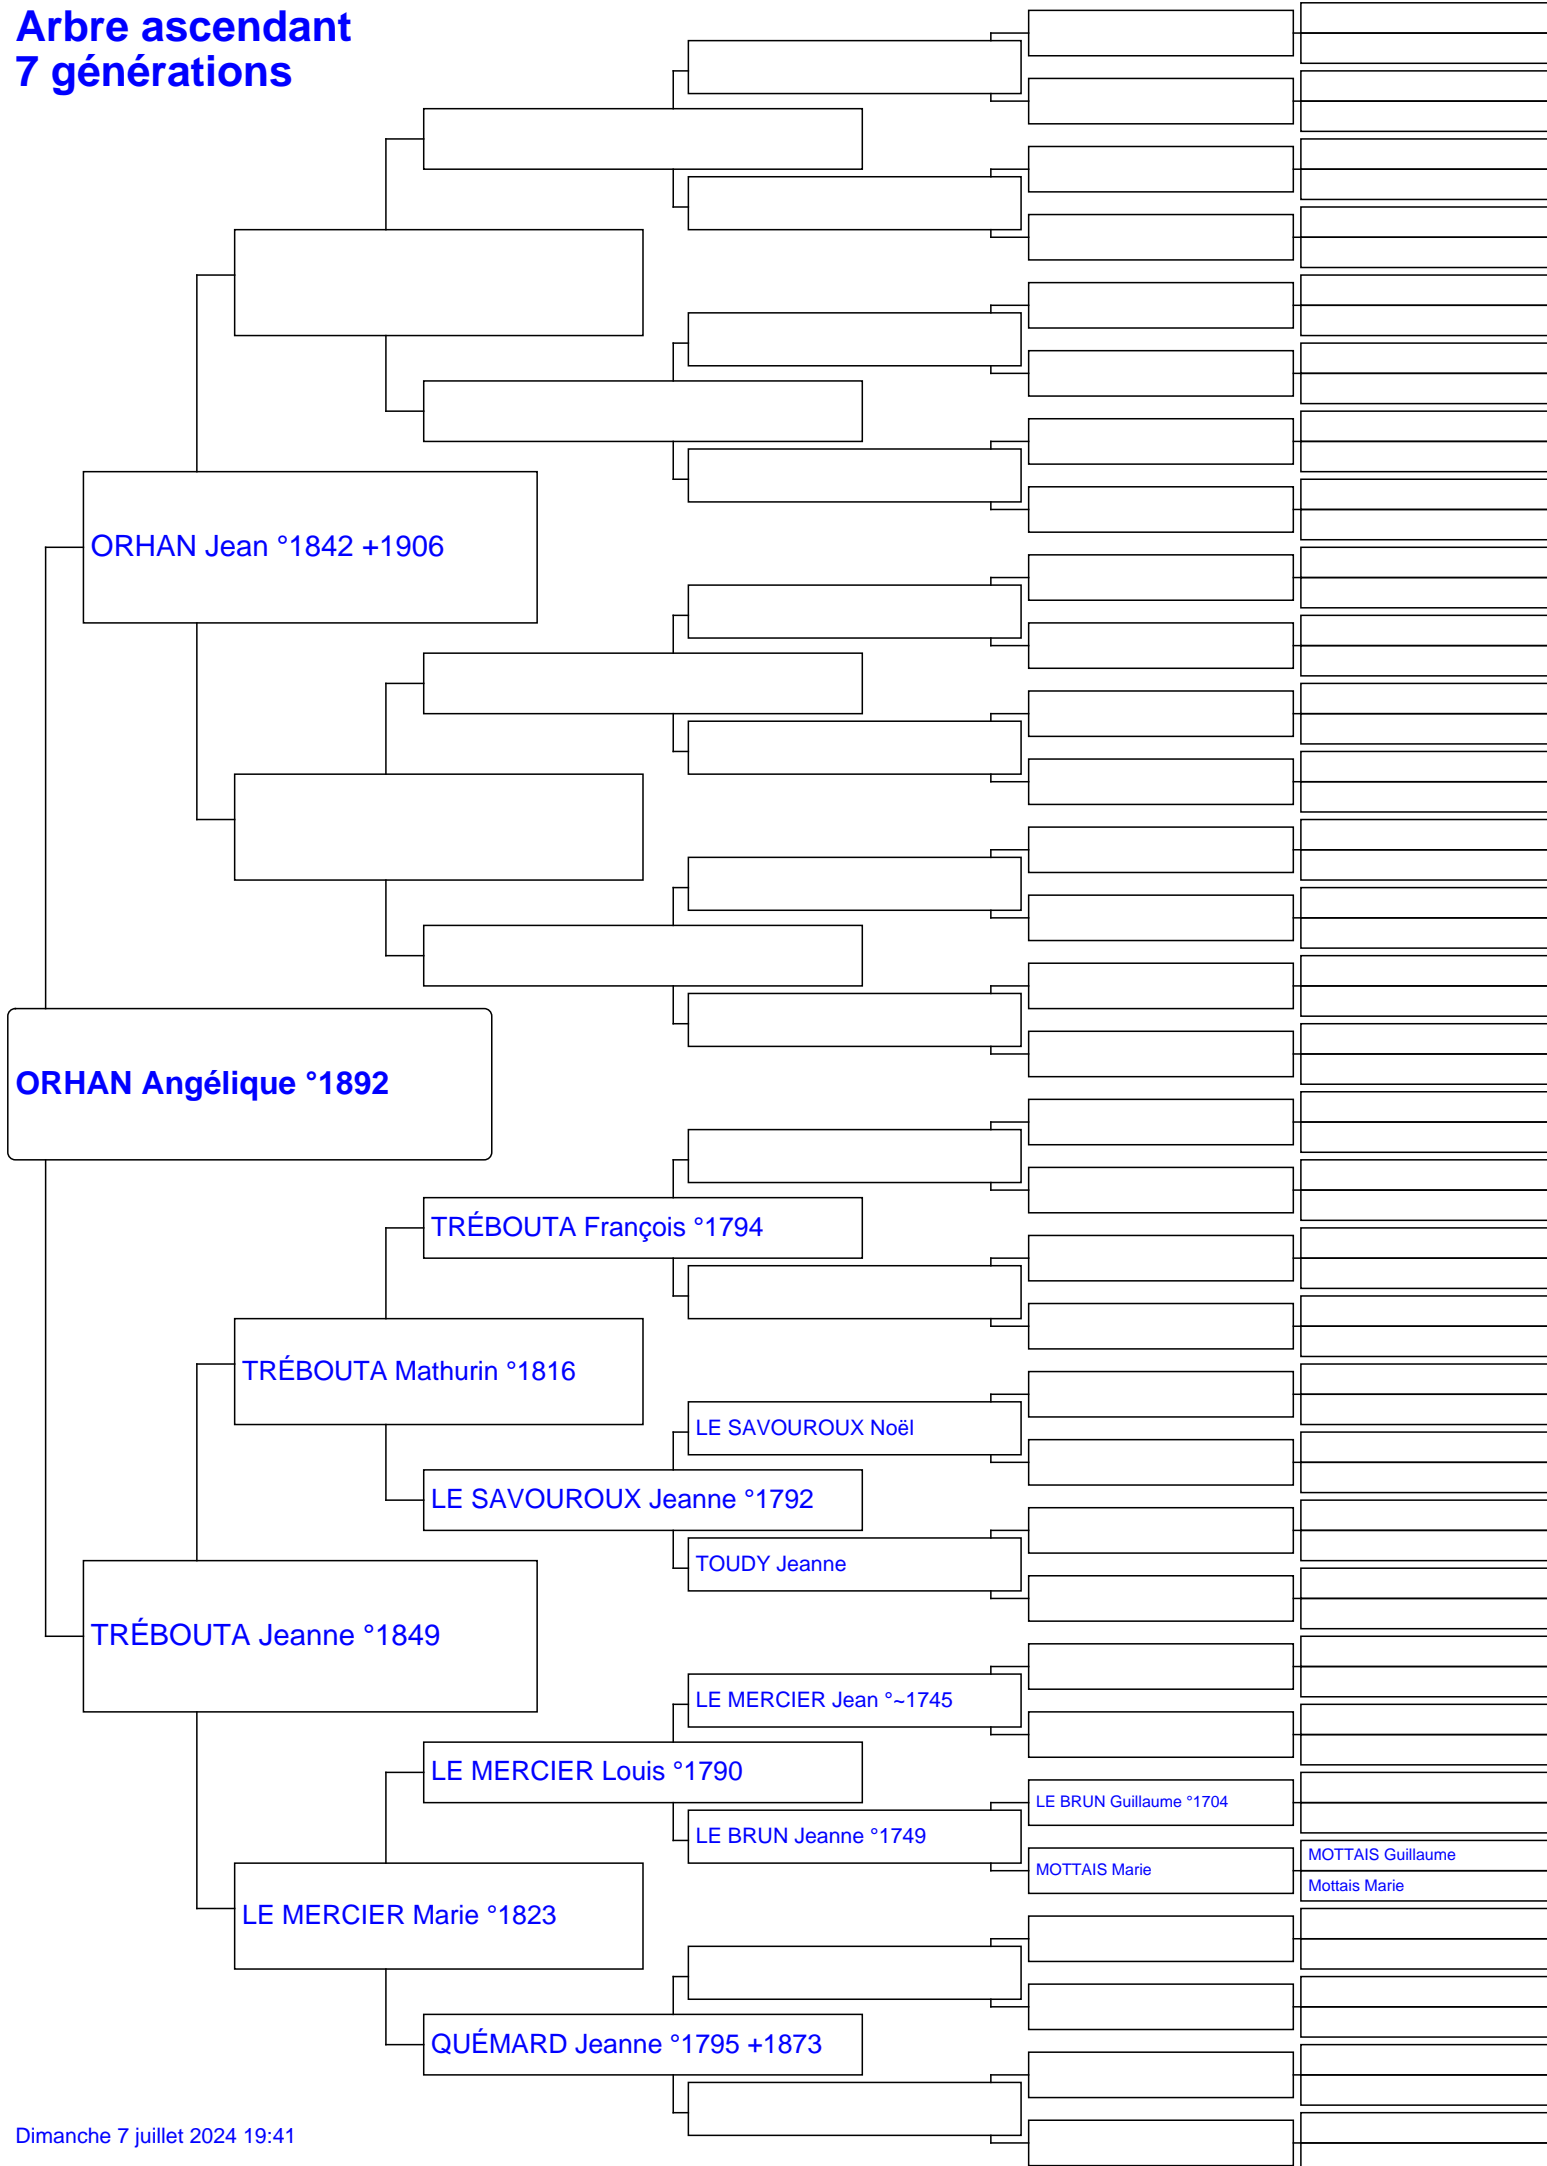 Arbre ascendant
7 générations
ORHAN Jean °1842 +1906
ORHAN Angélique °1892
TRÉBOUTA François °1794
TRÉBOUTA Mathurin °1816
LE SAVOUROUX Noël
LE SAVOUROUX Jeanne °1792
TOUDY Jeanne
TRÉBOUTA Jeanne °1849
LE MERCIER Jean °~1745
LE MERCIER Louis °1790
LE BRUN Guillaume °1704
LE BRUN Jeanne °1749
MOTTAIS Guillaume
MOTTAIS Marie
Mottais Marie
LE MERCIER Marie °1823
QUÉMARD Jeanne °1795 +1873
Dimanche 7 juillet 2024 19:41